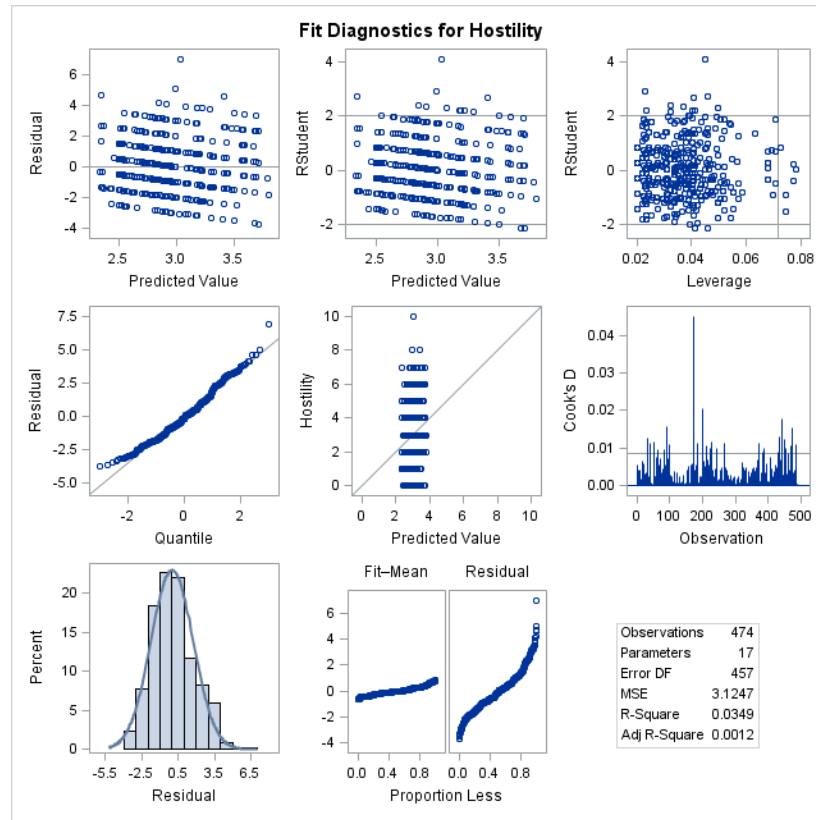 Fit Diagnostics for Hostility
Residual
6
4
2
0
-2
-4
2.5 3.0 3.5
Predicted Value
RStudent
4
2
0
-2
2.5 3.0 3.5
Predicted Value
RStudent
4
2
0
-2
0.02 0.04 0.06 0.08
Leverage
Residual
7.5
5.0
2.5
0.0
-2.5
-5.0
-2 0 2
Quantile
Hostility
10
8
6
4
2
0
0 2 4 6 8 10
Predicted Value
Cook's D
0.04
0.03
0.02
0.01
0.00
0 100 200 300 400 500
Observation
Percent
20
15
10
5
0
-5.5 -2.5 0.5 3.5 6.5
Residual
Fit–Mean Residual
6
4
2
0
-2
-4
0.0 0.4 0.8 0.0 0.4 0.8
Proportion Less
Observations 474
Parameters 17
Error DF 457
MSE 3.1247
R-Square 0.0349
Adj R-Square 0.0012